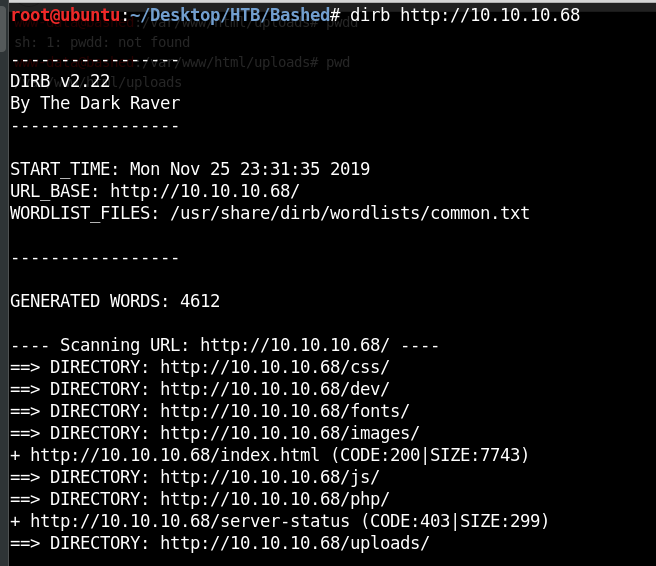 root@ubuntu:~/Desktop/HTB/Bashed# dirb http://10.10.10.68
:/var/www/html/uploads# pwdd
sh: 1: pwdd: not found
:/var/www/html/uploads# pwd
-----------------
DIRB v2.22
/uploads
By The Dark Raver
-----------------
START_TIME: Mon Nov 25 23:31:35 2019
URL_BASE: http://10.10.10.68/
WORDLIST_FILES: /usr/share/dirb/wordlists/common.txt
-----------------
GENERATED WORDS: 4612
---- Scanning URL: http://10.10.10.68/ ----
==> DIRECTORY: http://10.10.10.68/css/
==> DIRECTORY: http://10.10.10.68/dev/
==> DIRECTORY: http://10.10.10.68/fonts/
==> DIRECTORY: http://10.10.10.68/images/
+ http://10.10.10.68/index.html (CODE:200|SIZE:7743)
==> DIRECTORY: http://10.10.10.68/js/
==> DIRECTORY: http://10.10.10.68/php/
+ http://10.10.10.68/server-status (CODE:403|SIZE:299)
==> DIRECTORY: http://10.10.10.68/uploads/